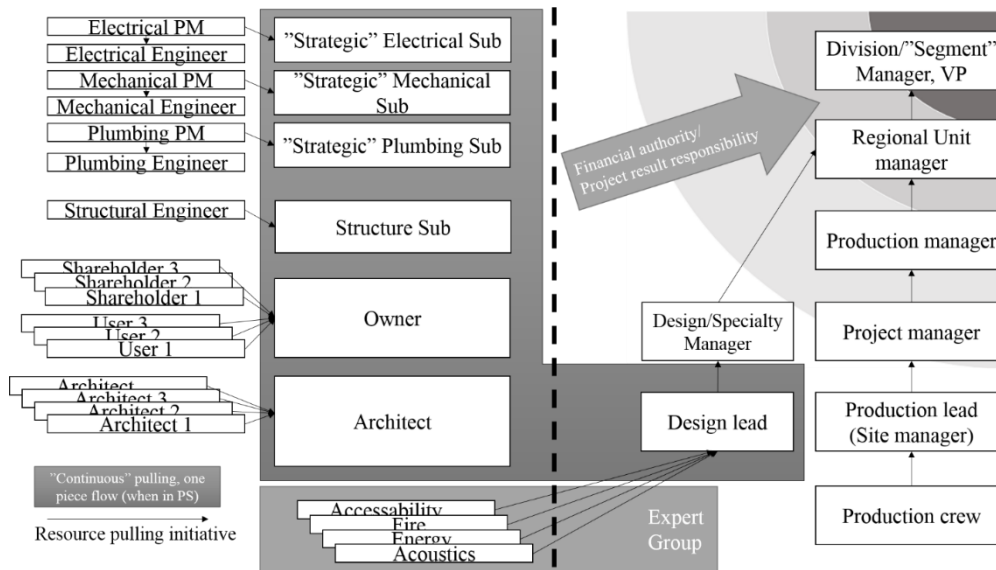 Electrical PM
Electrical Engineer
Mechanical PM
Mechanical Engineer
Plumbing PM
Plumbing Engineer
Structural Engineer
Shareholder 3
Shareholder 2
Shareholder 1
User 3
User 2
User 1
Architect
Architect 3
Architect 2
Architect 1
”Continuous” pulling, one
piece flow (when in PS)
Resource pulling initiative
”Strategic” Electrical Sub
”Strategic” Mechanical
Sub
”Strategic” Plumbing Sub
Structure Sub
Owner
Architect
Accessability
Fire
Energy
Acoustics
Expert
Group
Financial authority/
Project result responsibility
Design/Specialty
Manager
Design lead
Division/”Segment”
Manager, VP
Regional Unit
manager
Production manager
Project manager
Production lead
(Site manager)
Production crew